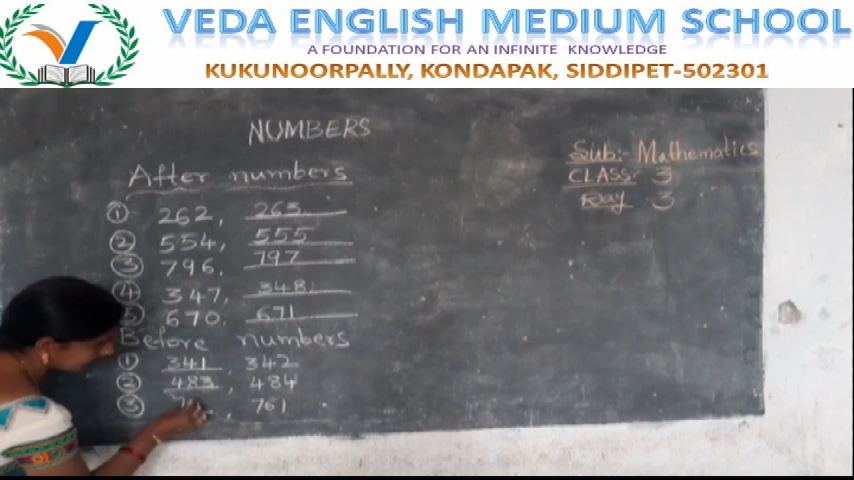 VEDA ENGLISH MEDIUM SCHOOL
A FOUNDATION FOR AN INFINITE KNOWLEDGE
KUKUNOORPALLY, KONDAPAK, SIDDIPET-502301
NUMBERS
Sub:- Mathematics
CLASS: 3
Day 3
After numbers
① 262, 263
② 554, 555
③ 796, 797
④ 347, 348
⑤ 670, 671
Before numbers
① 341, 342
② 483, 484
③ , 761